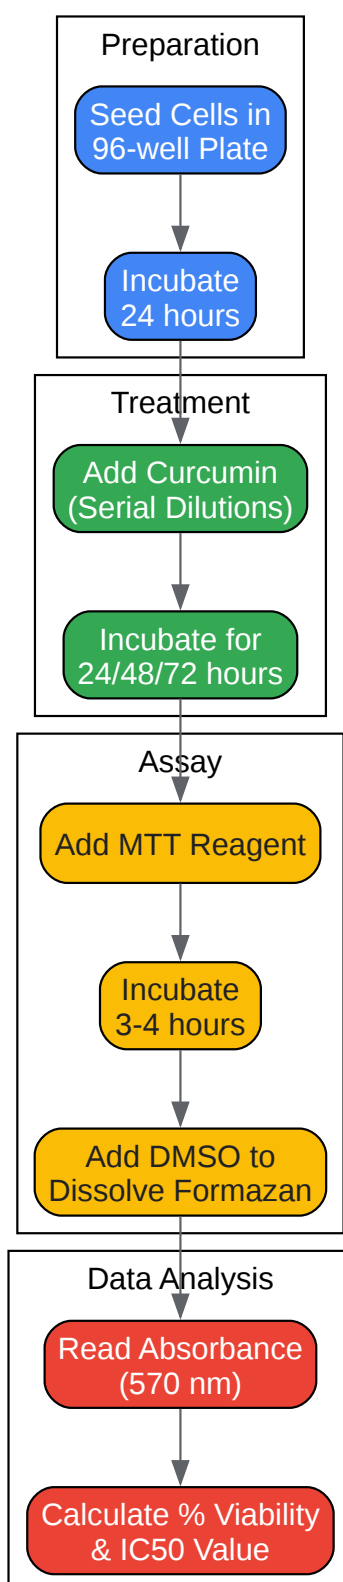 Preparation
Seed Cells in
96-well Plate
Incubate
24 hours
Treatment
Add Curcumin
(Serial Dilutions)
Incubate for
24/48/72 hours
Assay
Add MTT Reagent
Incubate
3-4 hours
Add DMSO to
Dissolve Formazan
Data Analysis
Read Absorbance
(570 nm)
Calculate % Viability
& IC50 Value